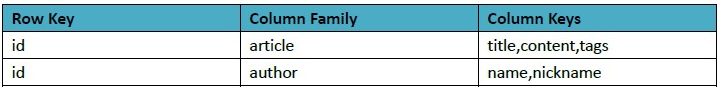 Row Key Column Family Column Keys
id article title,content,tags
id author name,nickname